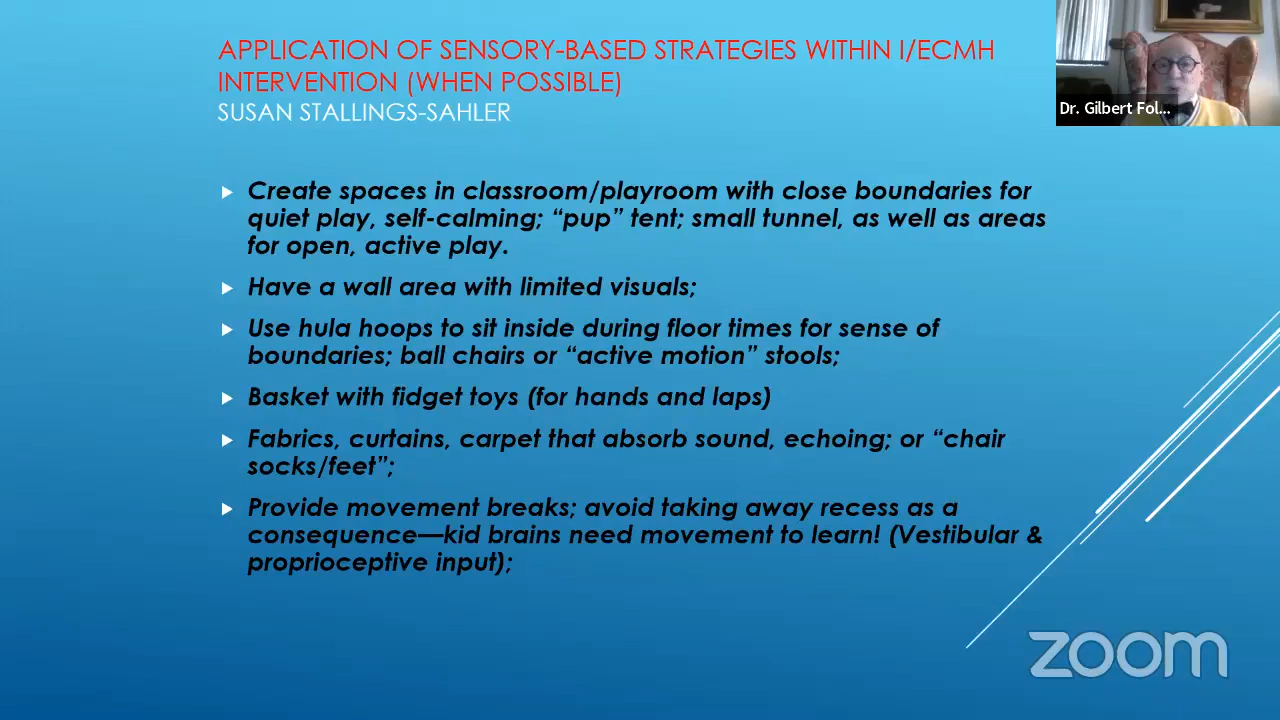 APPLICATION OF SENSORY-BASED STRATEGIES WITHIN I/ECMH
INTERVENTION (WHEN POSSIBLE)
SUSAN STALLINGS-SAHLER
Dr. Gilbert Fol...
Create spaces in classroom/playroom with close boundaries for
quiet play, self-calming; “pup” tent; small tunnel, as well as areas
for open, active play.
Have a wall area with limited visuals;
Use hula hoops to sit inside during floor times for sense of
boundaries; ball chairs or “active motion” stools;
Basket with fidget toys (for hands and laps)
Fabrics, curtains, carpet that absorb sound, echoing; or “chair
socks/feet”;
Provide movement breaks; avoid taking away recess as a
consequence—kid brains need movement to learn! (Vestibular &
proprioceptive input);
zoom